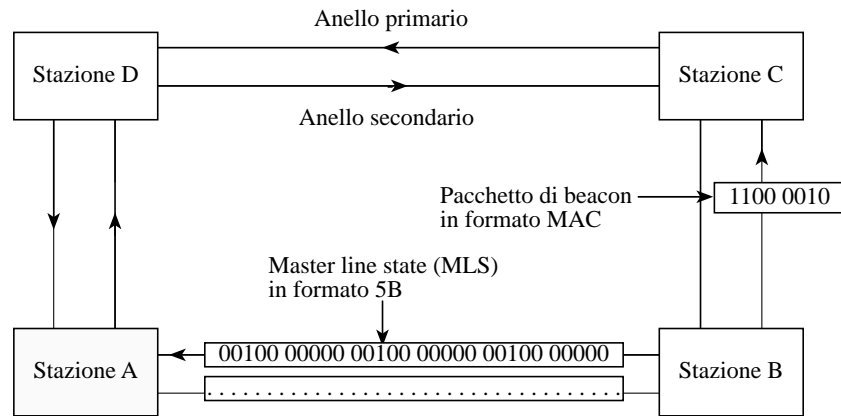 Anello primario
Stazione D
Stazione C
Anello secondario
Pacchetto di beacon
in formato MAC
1100 0010
Master line state (MLS)
in formato 5B
Stazione A
00100 00000 00100 00000 00100 00000
Stazione B
. . . . . . . . . . . . . . . . . . . . . . . . . . . . . . . . . . .